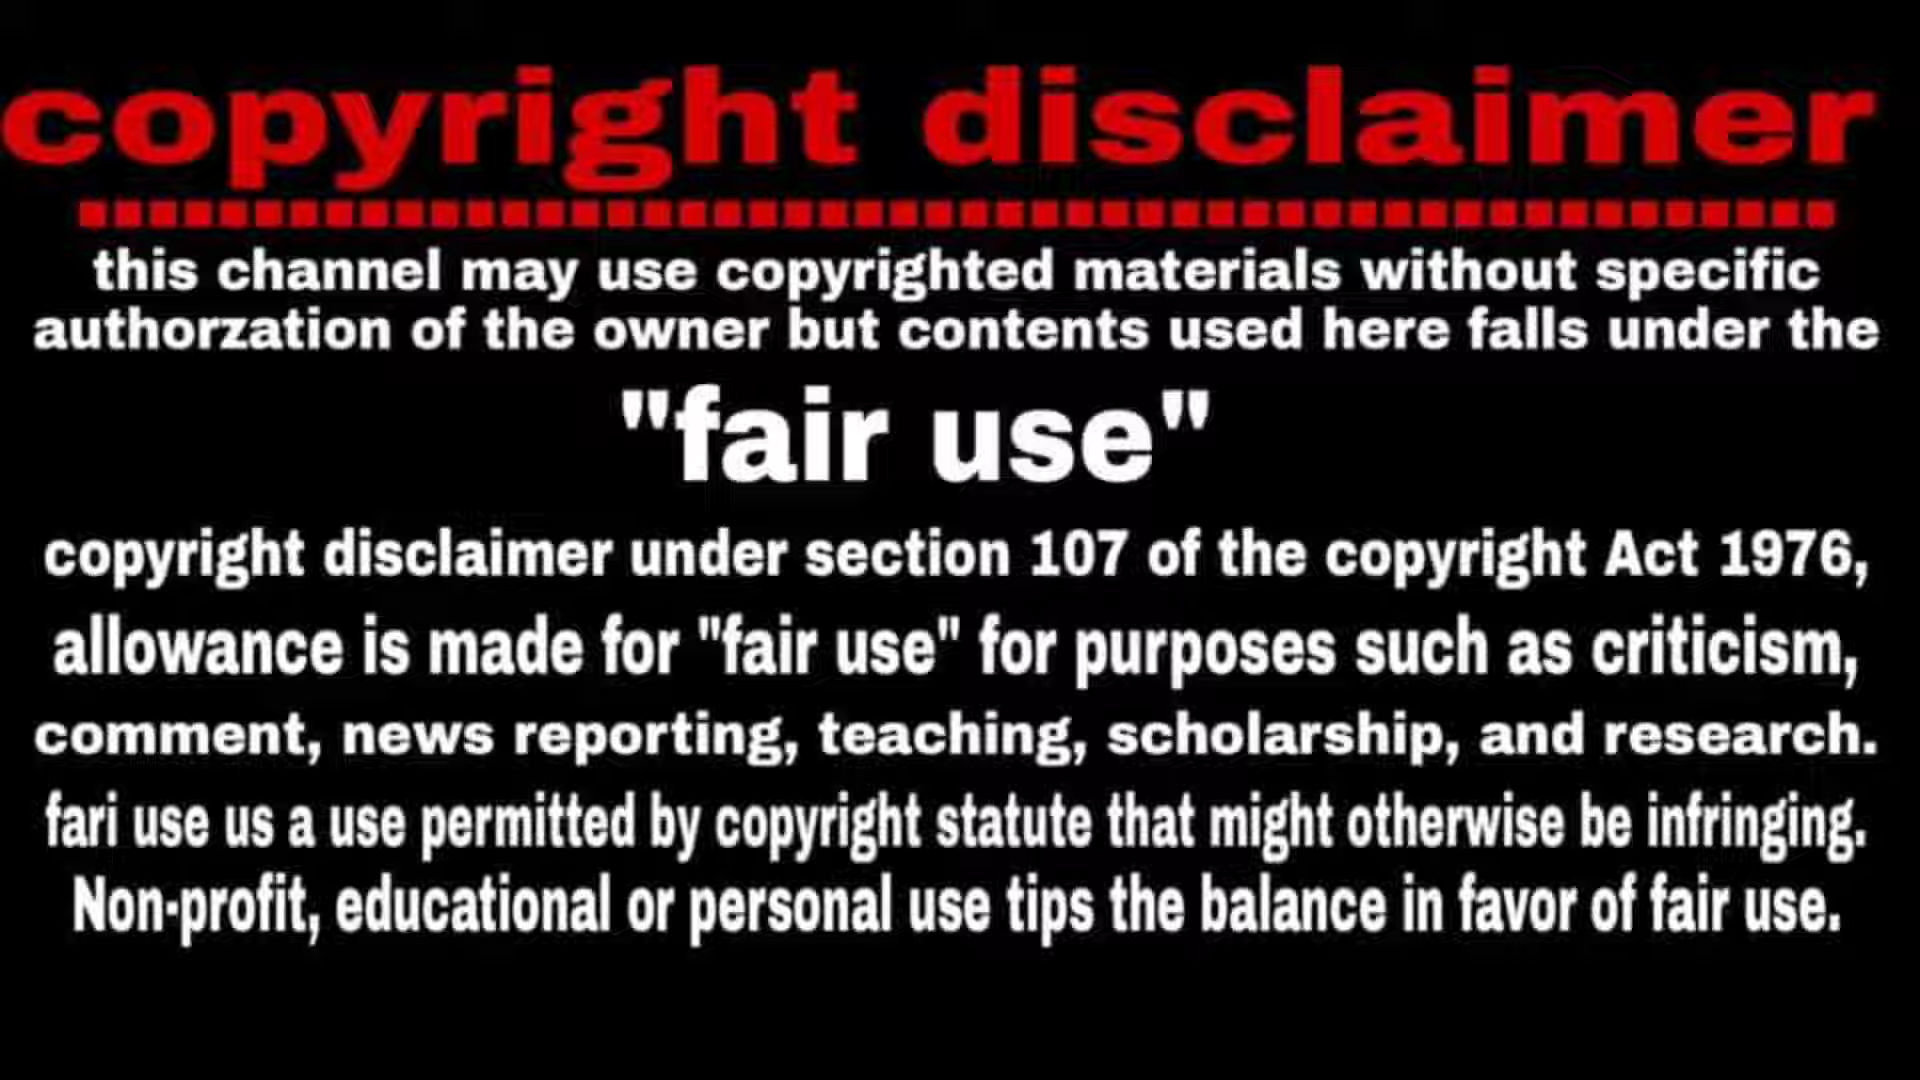 copyright disclaimer
this channel may use copyrighted materials without specific
authorzation of the owner but contents used here falls under the
"fair use"
copyright disclaimer under section 107 of the copyright Act 1976,
allowance is made for "fair use" for purposes such as criticism,
comment, news reporting, teaching, scholarship, and research.
fari use us a use permitted by copyright statute that might otherwise be infringing.
Non-profit, educational or personal use tips the balance in favor of fair use.